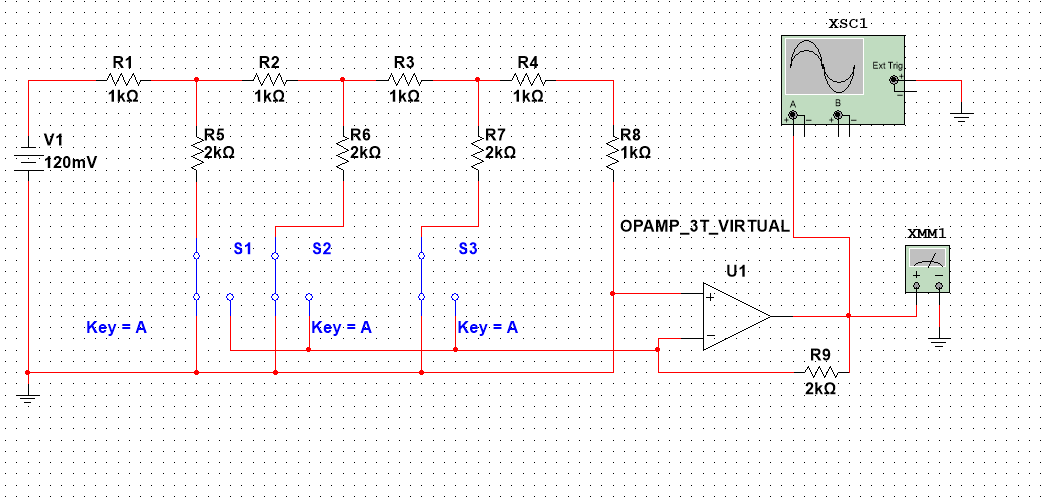 XSC1
Ext Trig
+
−
A
B
+ −
+ −
R1
1kΩ
R2
1kΩ
R3
1kΩ
R4
1kΩ
V1
120mV
R5
2kΩ
R6
2kΩ
R7
2kΩ
R8
1kΩ
S1
S2
S3
Key = A
Key = A
Key = A
OPAMP_3T_VIRTUAL
U1
+
−
XMM1
+ −
R9
2kΩ